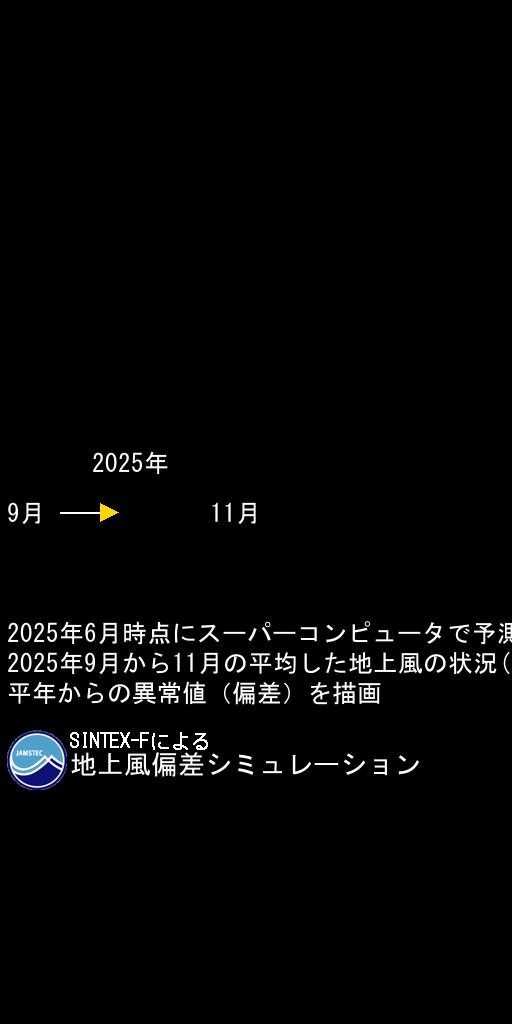 2025年
9月 11月
2025年6月時点にスーパーコンピュータで予測
2025年9月から11月の平均した地上風の状況(
平年からの異常値（偏差）を描画
SINTEX-Fによる
JAMSTEC
地上風偏差シミュレーション